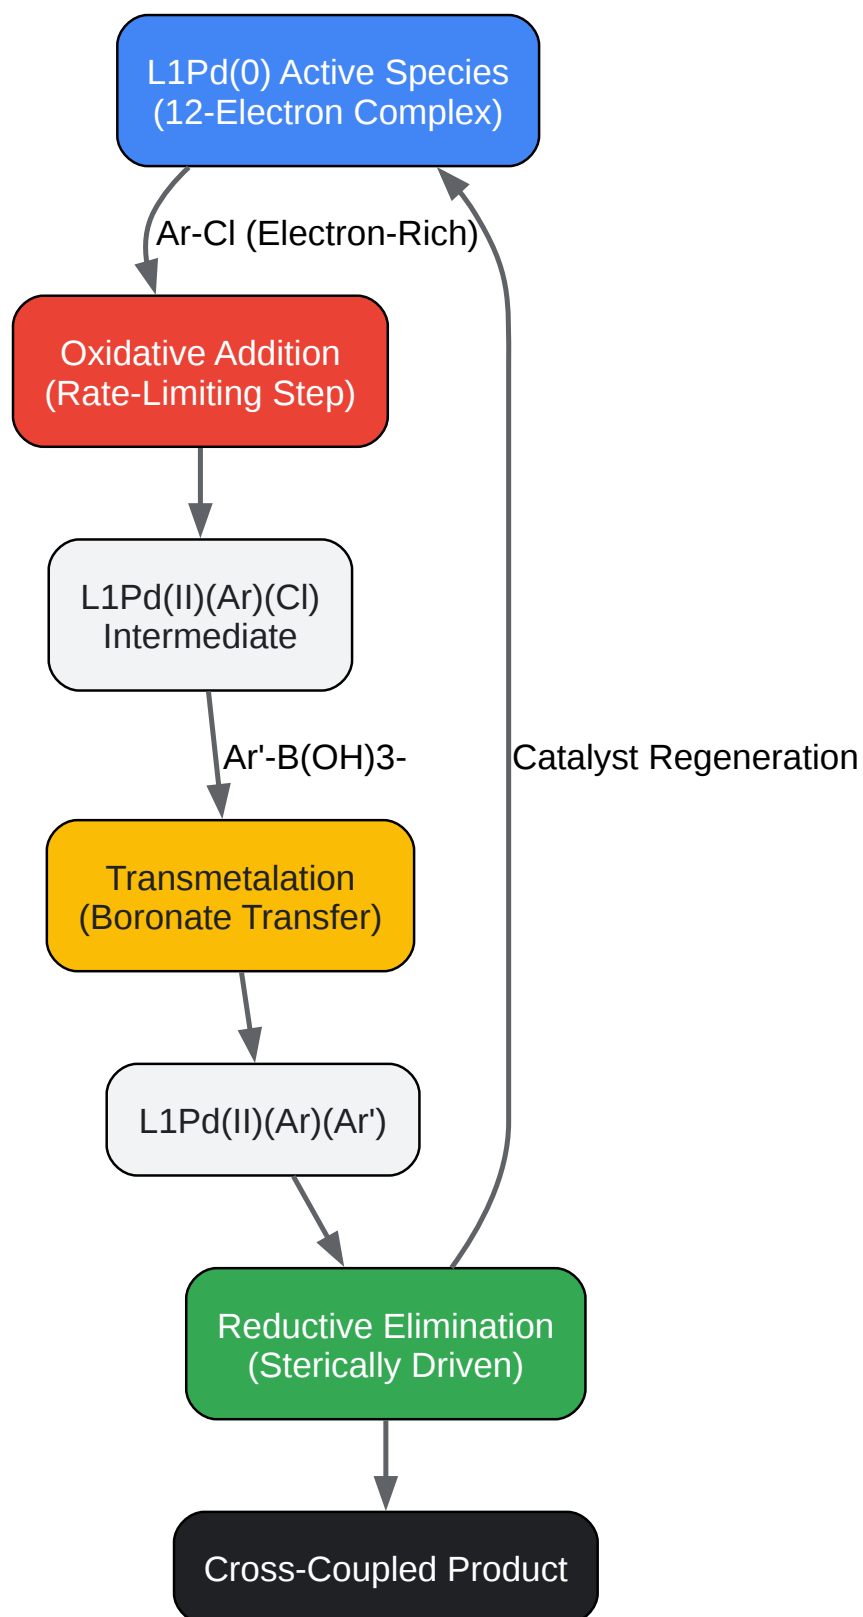 L1Pd(0) Active Species
(12-Electron Complex)
Ar-Cl (Electron-Rich)
Oxidative Addition
(Rate-Limiting Step)
L1Pd(II)(Ar)(Cl)
Intermediate
Ar'-B(OH)3-
Catalyst Regeneration
Transmetalation
(Boronate Transfer)
L1Pd(II)(Ar)(Ar')
Reductive Elimination
(Sterically Driven)
Cross-Coupled Product